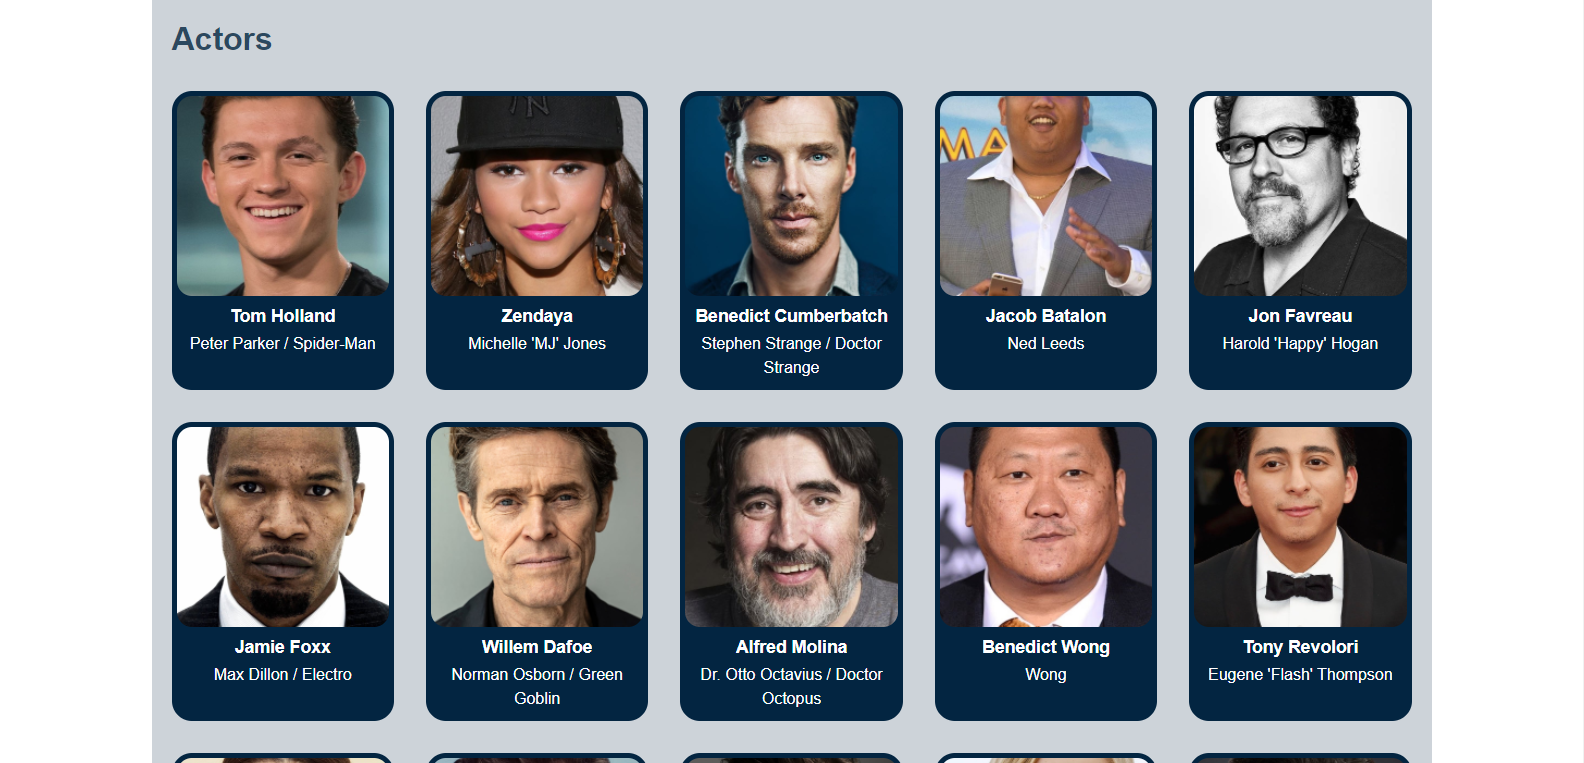 Actors
NY
MA
Tom Holland
Peter Parker / Spider-Man
Zendaya
Michelle 'MJ' Jones
Benedict Cumberbatch
Stephen Strange / Doctor
Strange
Jacob Batalon
Ned Leeds
Jon Favreau
Harold 'Happy' Hogan
Jamie Foxx
Max Dillon / Electro
Willem Dafoe
Norman Osborn / Green
Goblin
Alfred Molina
Dr. Otto Octavius / Doctor
Octopus
Benedict Wong
Wong
Tony Revolori
Eugene 'Flash' Thompson